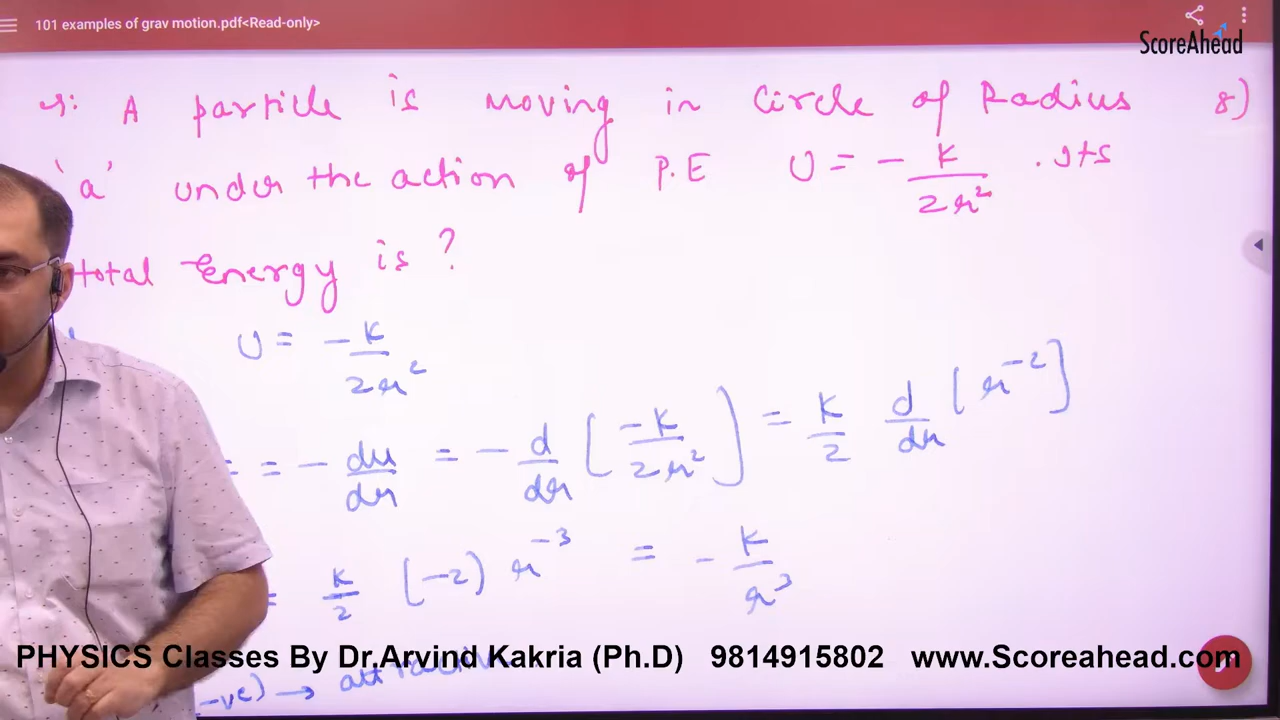 101 examples of grav motion.pdf<Read-only>
ScoreAhead
A particle is moving in Circle of Radius 8)
'a' under the action of P.E U = - K / 2r² . Its
total Energy is ?
U = -K / 2r²
= - du/dr = - d/dr [ -K / 2r² ] = K/2 d/dr [ r⁻² ]
= K/2 (-2) r⁻³ = - K/r³
PHYSICS Classes By Dr.Arvind Kakria (Ph.D) 9814915802 www.Scoreahead.com
-ve) →